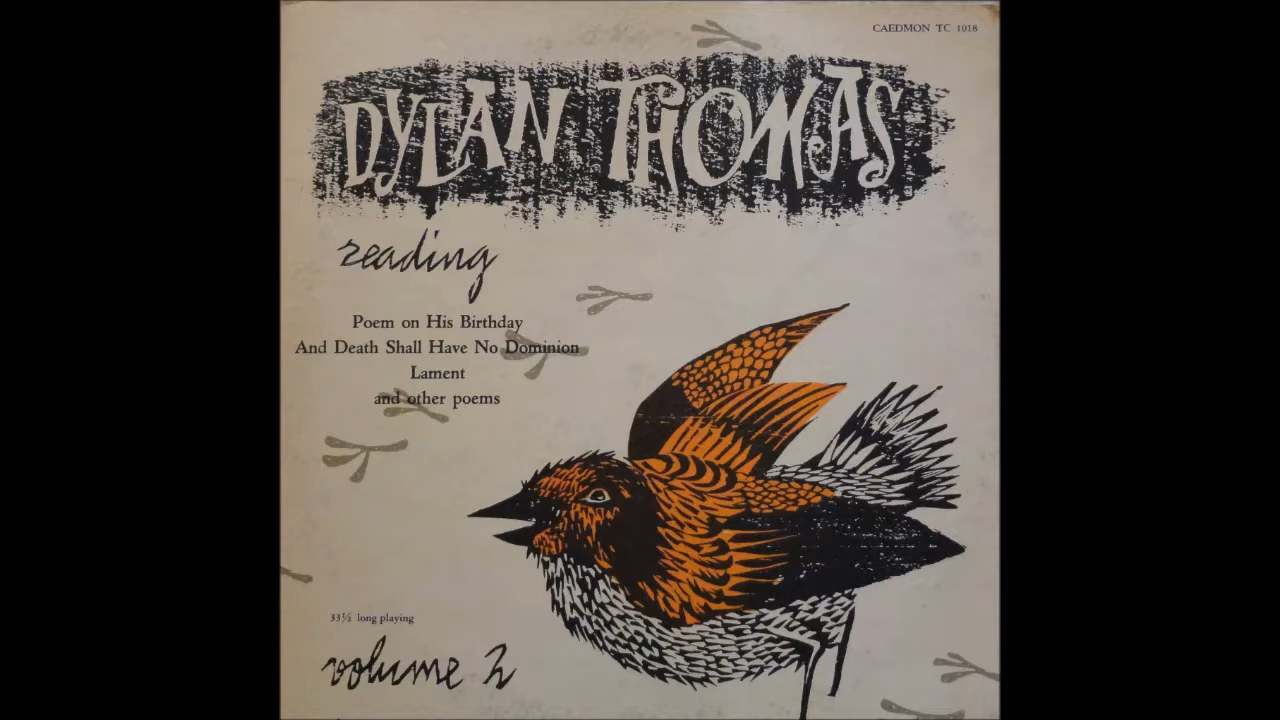 CAEDMON TC 1018
DYLAN THOMAS
reading
Poem on His Birthday
And Death Shall Have No Dominion
Lament
and other poems
33⅓ long playing
volume 2